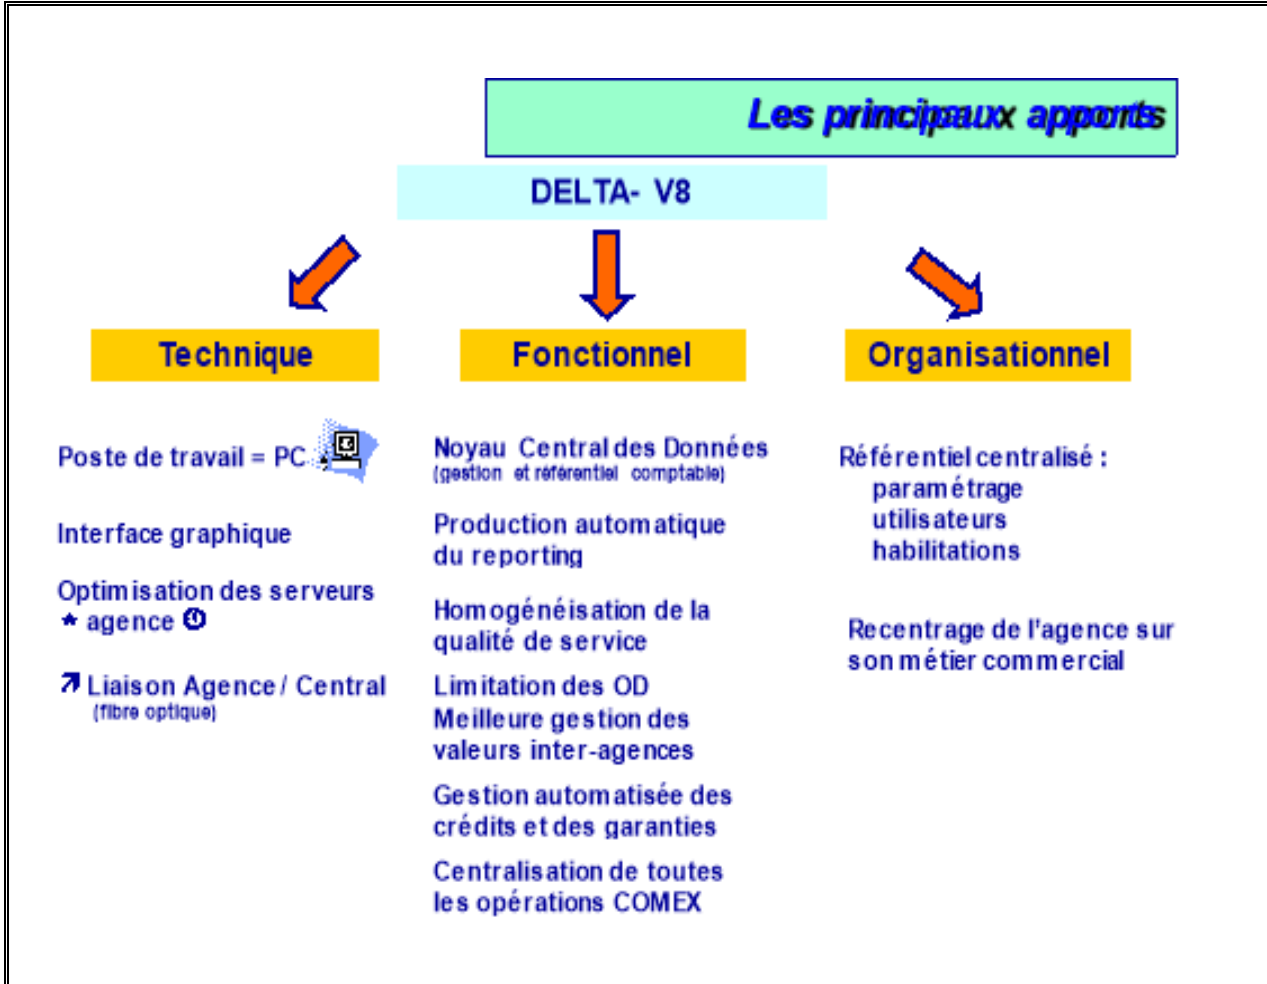 Les principaux apports
DELTA- V8
Technique
Poste de travail = PC
Interface graphique
Optimisation des serveurs
★ agence
Liaison Agence / Central
(fibre optique)
Fonctionnel
Noyau Central des Données
(gestion et référentiel comptable)
Production automatique
du reporting
Homogénéisation de la
qualité de service
Limitation des OD
Meilleure gestion des
valeurs inter-agences
Gestion automatisée des
crédits et des garanties
Centralisation de toutes
les opérations COMEX
Organisationnel
Référentiel centralisé :
paramétrage
utilisateurs
habilitations
Recentrage de l'agence sur
son métier commercial